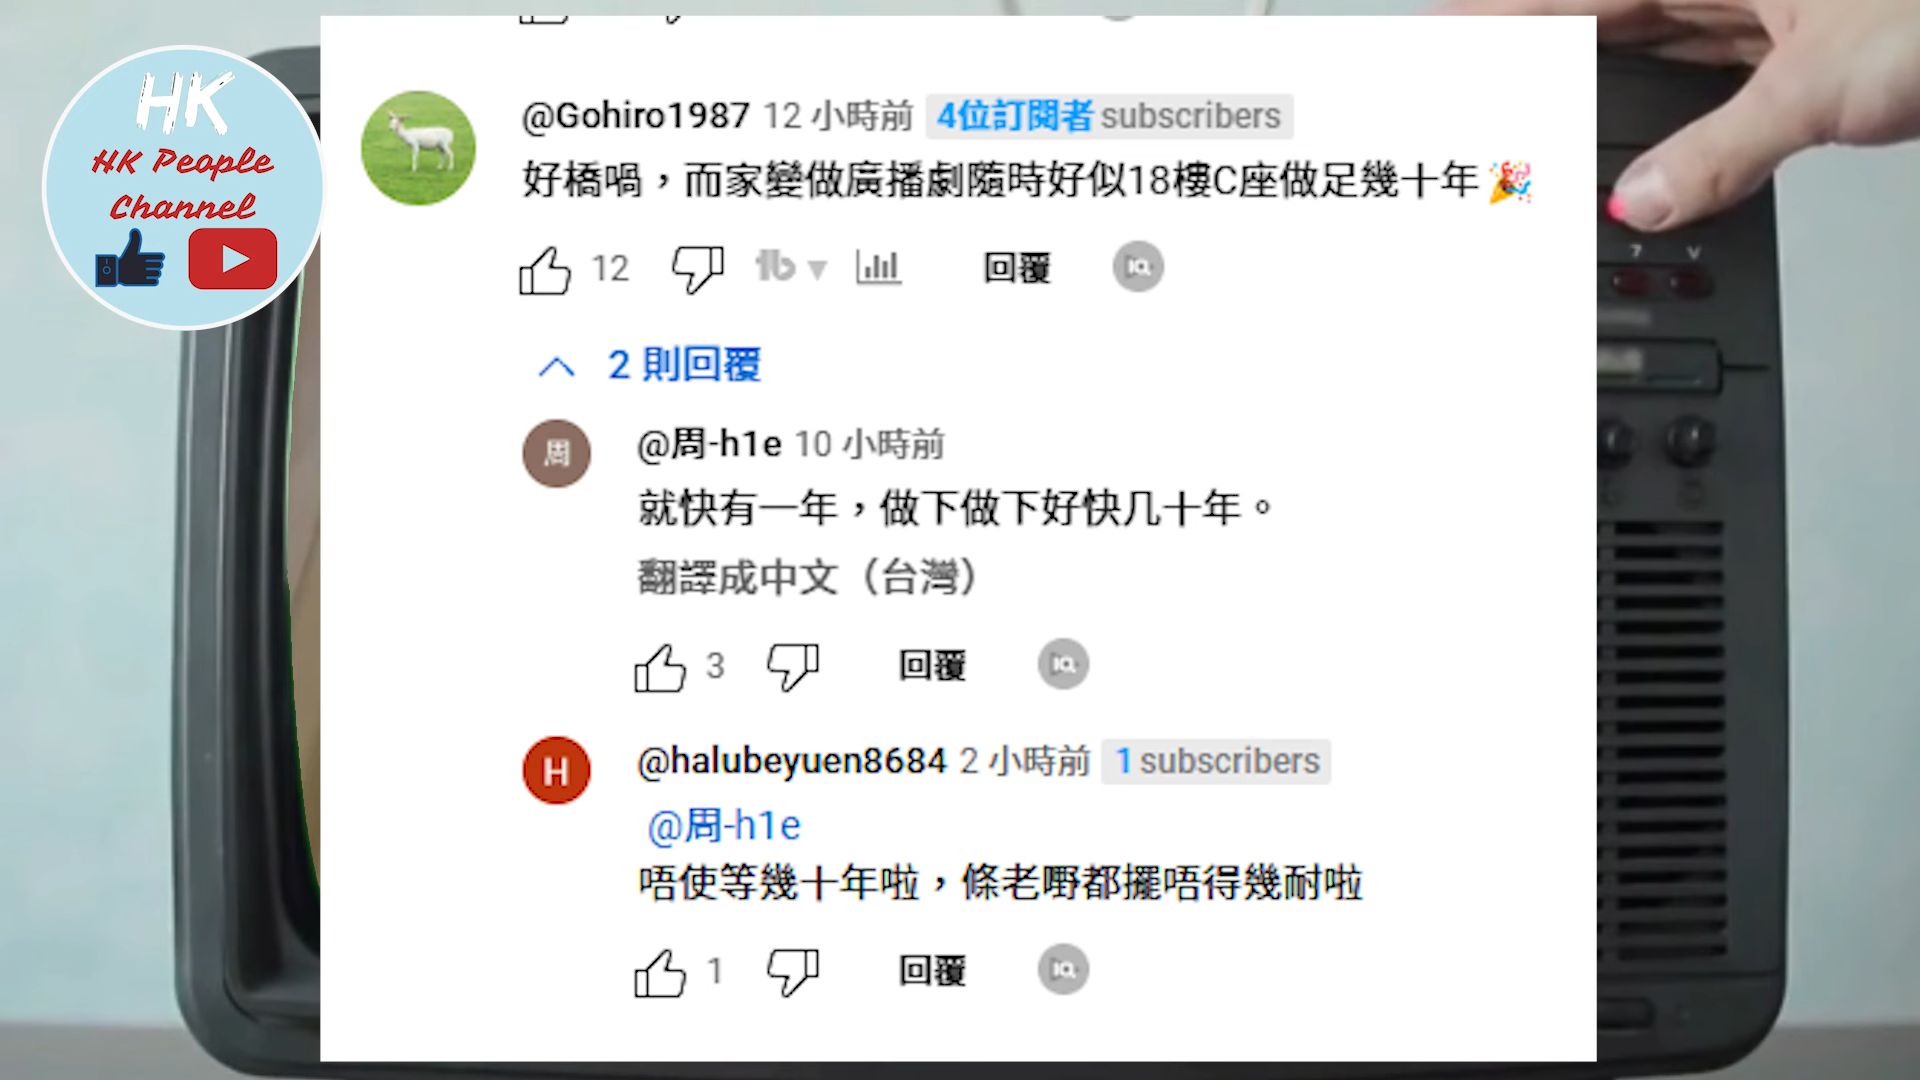 HK
HK People
Channel
@Gohiro1987 12 小時前 4位訂閱者 subscribers
好橋喎，而家變做廣播劇隨時好似18樓C座做足幾十年🎉
12 回覆
2 則回覆
周
@周-h1e 10 小時前
就快有一年，做下做下好快几十年。
翻譯成中文（台灣）
3 回覆
H
@halubeyuen8684 2 小時前 1 subscribers
@周-h1e
唔使等幾十年啦，條老嘢都擺唔得幾耐啦
1 回覆